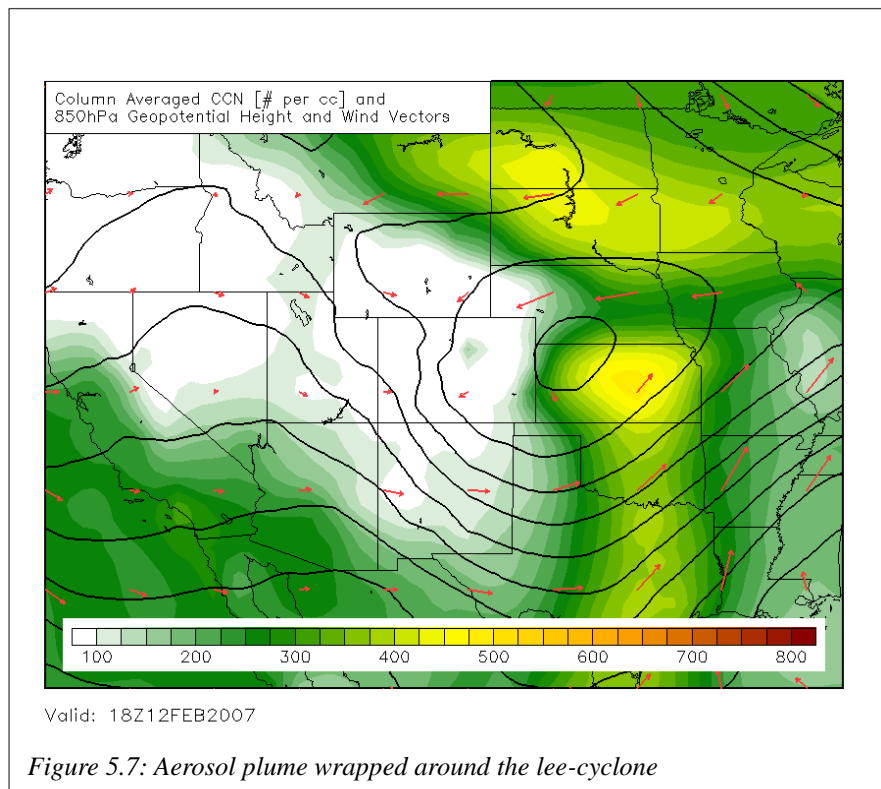 Column Averaged CCN [# per cc] and
850hPa Geopotential Height and Wind Vectors
100 200 300 400 500 600 700 800
Valid: 18Z12FEB2007
Figure 5.7: Aerosol plume wrapped around the lee-cyclone